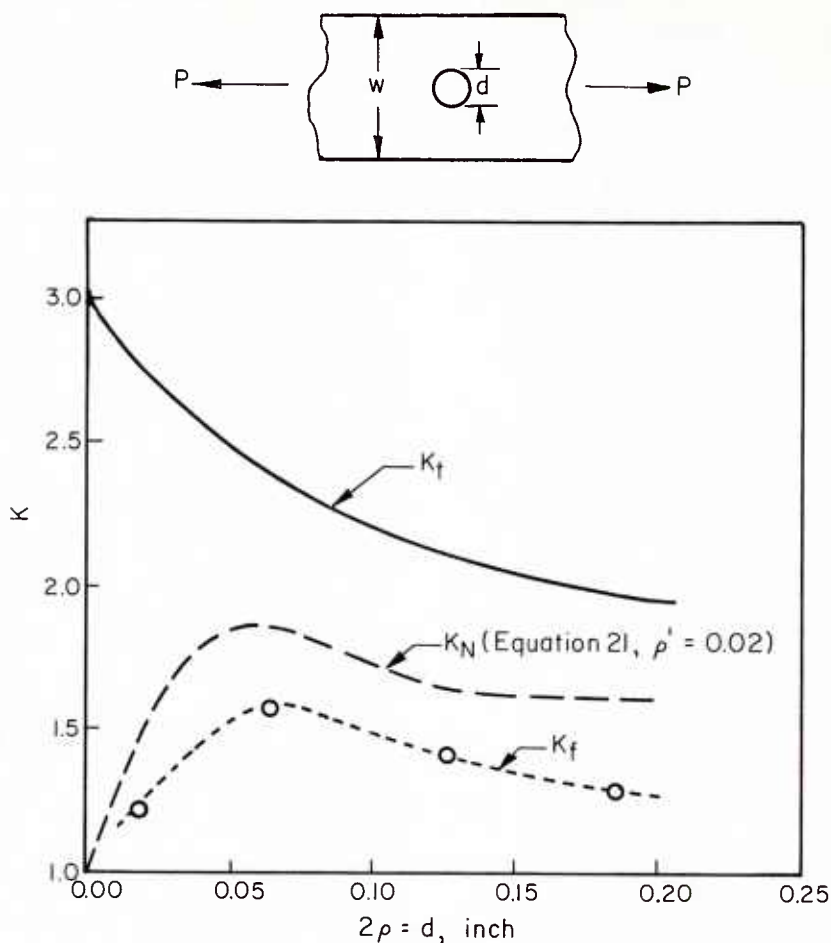 P W d P
3.0
2.5
2.0
1.5
1.0
K
Kt
KN (Equation 21, ρ' = 0.02)
Kf
0.00 0.05 0.10 0.15 0.20 0.25
2ρ = d, inch